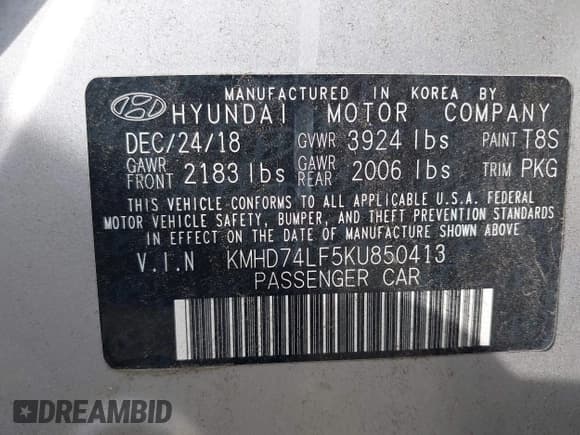 MANUFACTURED IN KOREA BY
HYUNDAI MOTOR COMPANY
DEC/24/18 GVWR 3924 lbs PAINT T8S
GAWR FRONT 2183 lbs GAWR REAR 2006 lbs TRIM PKG
THIS VEHICLE CONFORMS TO ALL APPLICABLE U.S.A. FEDERAL
MOTOR VEHICLE SAFETY, BUMPER, AND THEFT PREVENTION STANDARDS
IN EFFECT ON THE DATE OF MANUFACTURE SHOWN ABOVE.
V.I.N KMHD74LF5KU850413
PASSENGER CAR
DREAMBID